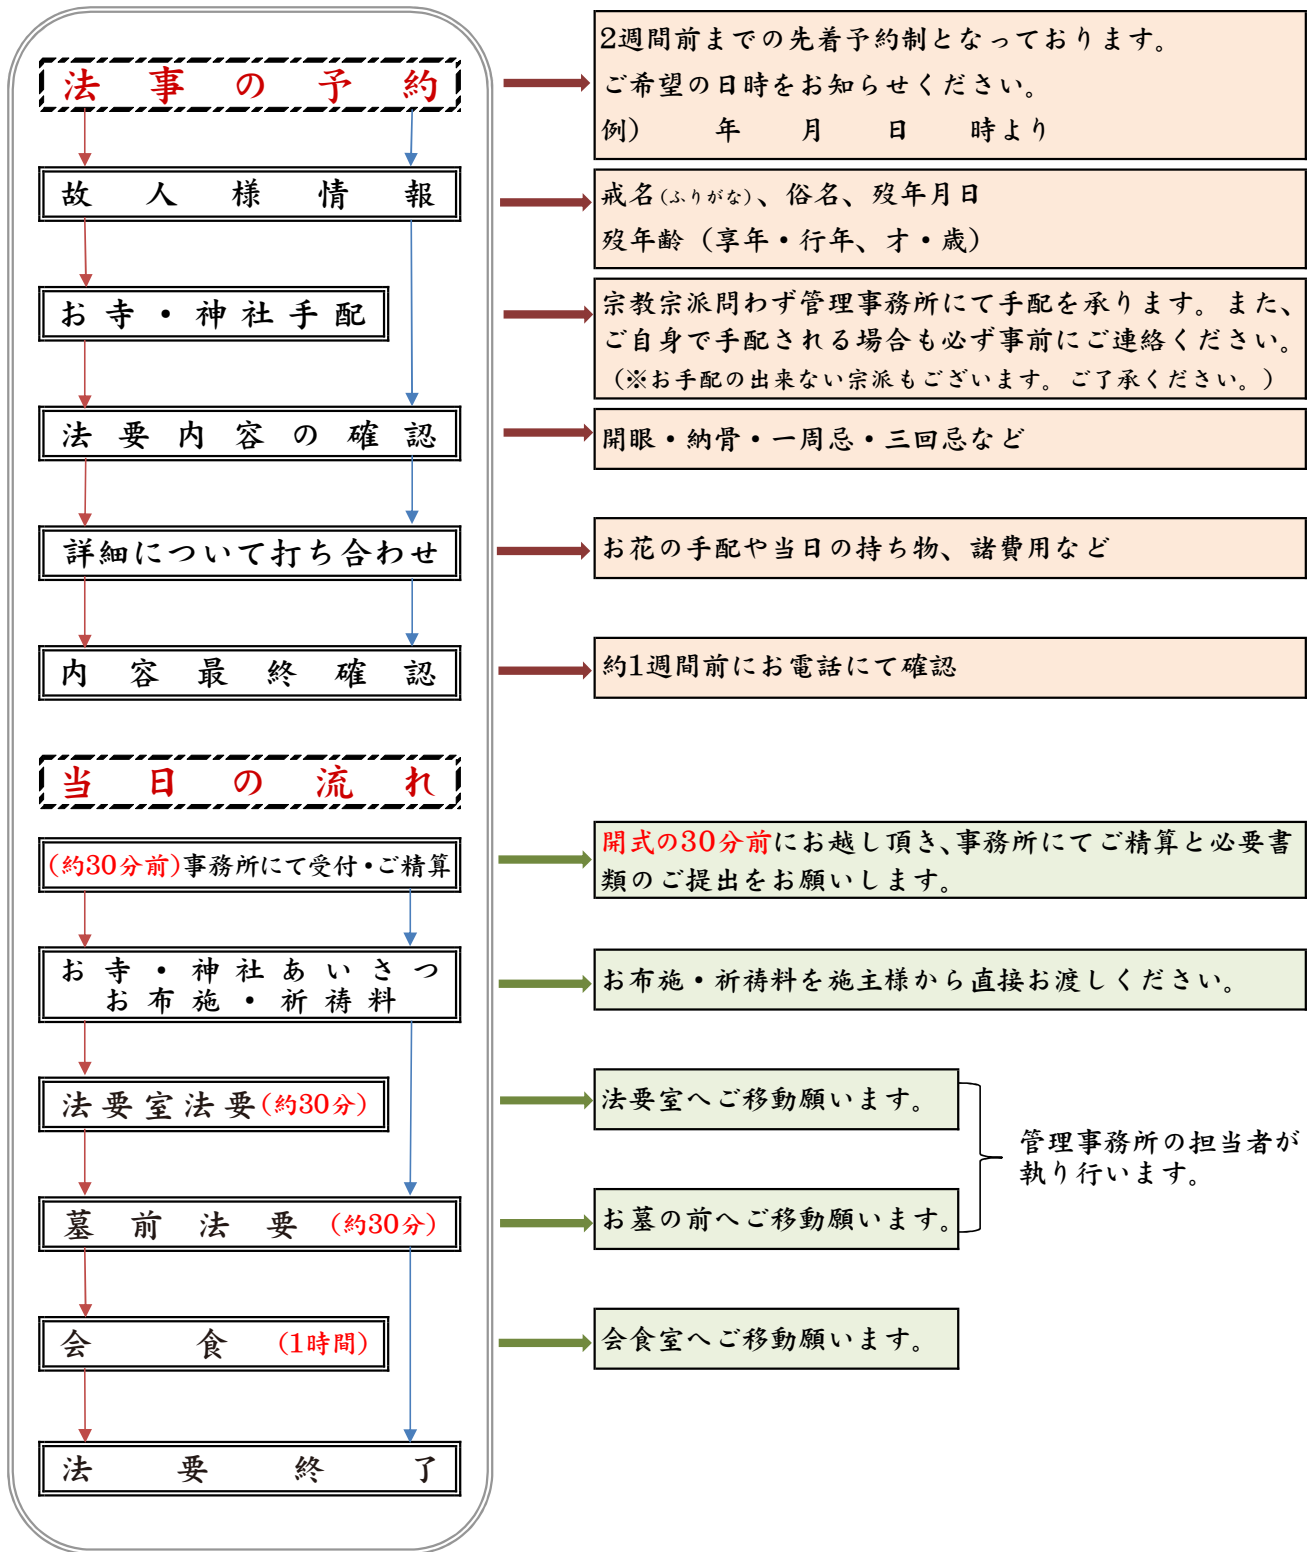 法事の予約
2週間前までの先着予約制となっております。
ご希望の日時をお知らせください。
例）　　年　　月　　日　　時より
故人様情報
戒名(ふりがな)、俗名、歿年月日
歿年齢（享年・行年、才・歳）
お寺・神社手配
宗教宗派問わず管理事務所にて手配を承ります。また、
ご自身で手配される場合も必ず事前にご連絡ください。
（※お手配の出来ない宗派もございます。ご了承ください。）
法要内容の確認
開眼・納骨・一周忌・三回忌など
詳細について打ち合わせ
お花の手配や当日の持ち物、諸費用など
内容最終確認
約1週間前にお電話にて確認
当日の流れ
(約30分前)事務所にて受付・ご精算
開式の30分前にお越し頂き、事務所にてご精算と必要書
類のご提出をお願いします。
お寺・神社あいさつ
お布施・祈祷料
お布施・祈祷料を施主様から直接お渡しください。
法要室法要(約30分)
法要室へご移動願います。
管理事務所の担当者が
執り行います。
墓前法要（約30分）
お墓の前へご移動願います。
会食（1時間）
会食室へご移動願います。
法要終了